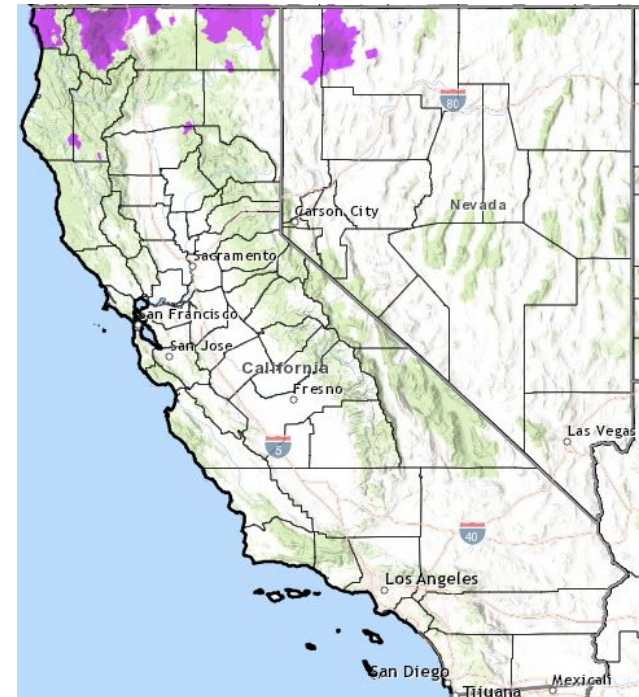 80
Carson City
Nevada
Sacramento
San Francisco
San Jose
California
Fresno
Las Vegas
5
40
Los Angeles
San Diego
Tijuana
Mexicali